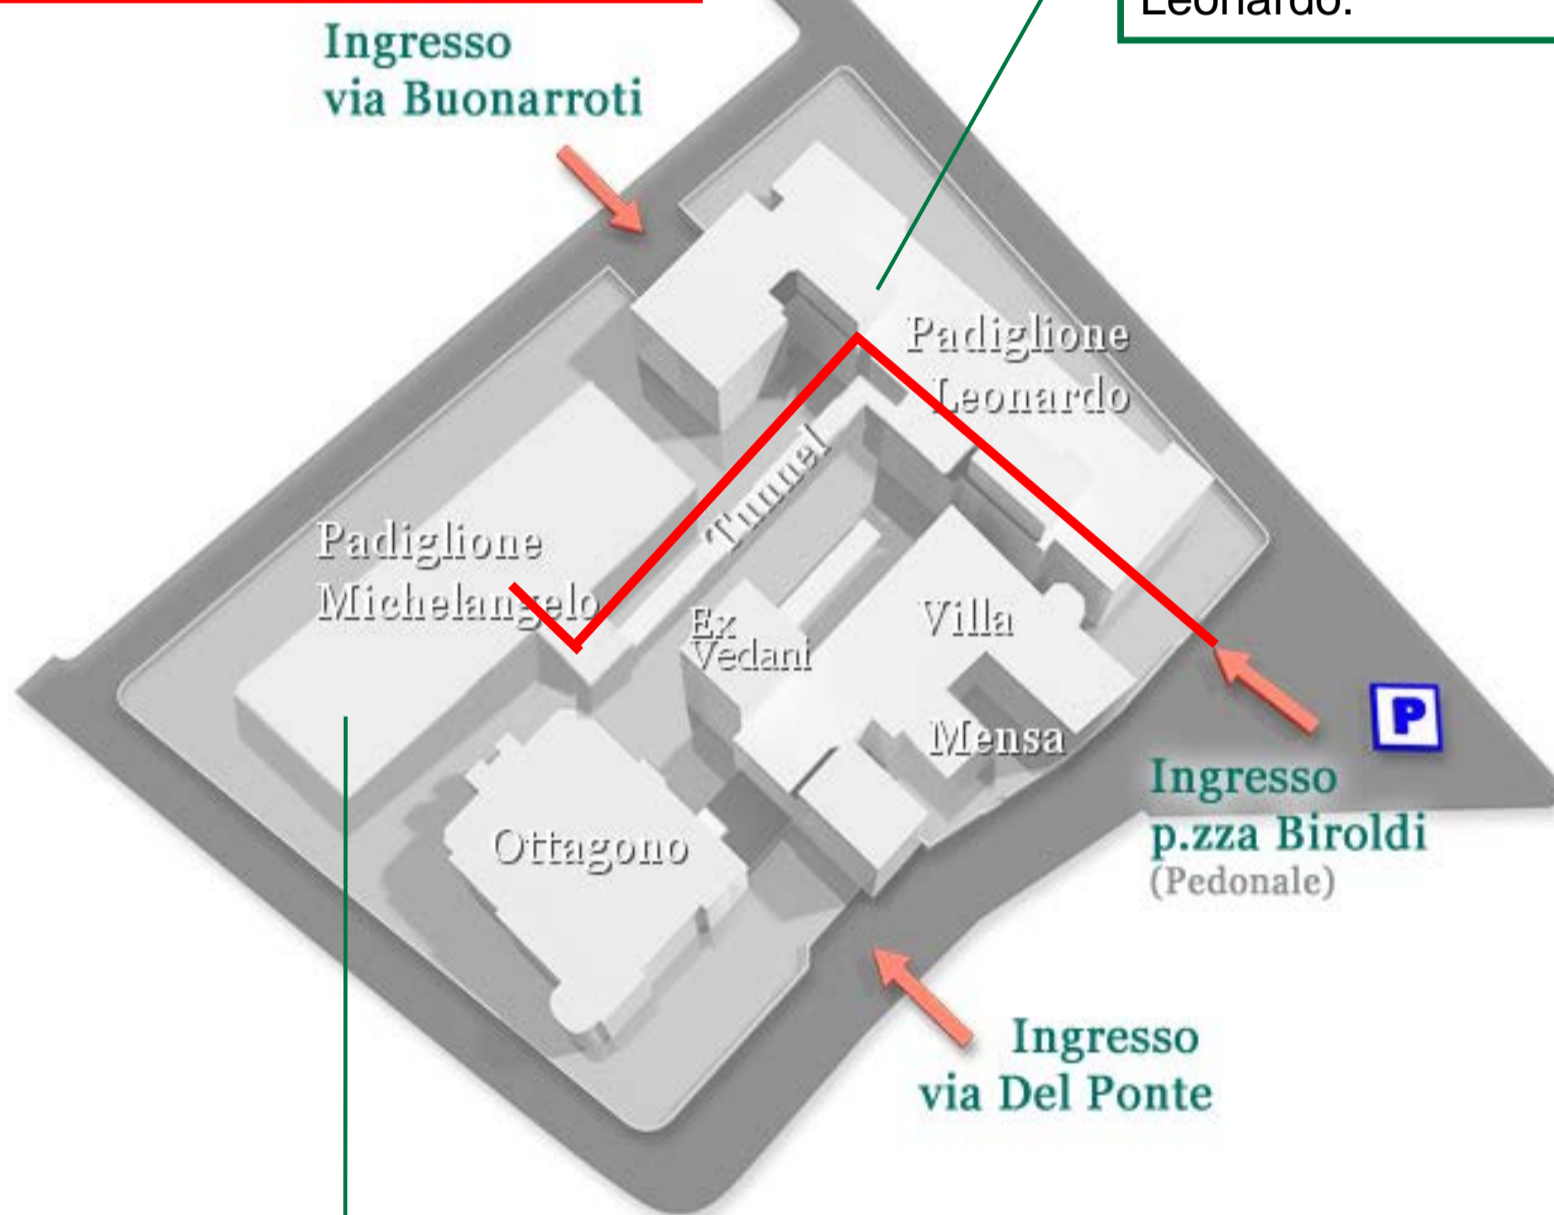 Leonardo.
Ingresso
via Buonarroti
Padiglione
Leonardo
Tunnel
Padiglione
Michelangelo
Ex
Vedani
Villa
Mensa
P
Ingresso
p.zza Biroldi
(Pedonale)
Ottagono
Ingresso
via Del Ponte